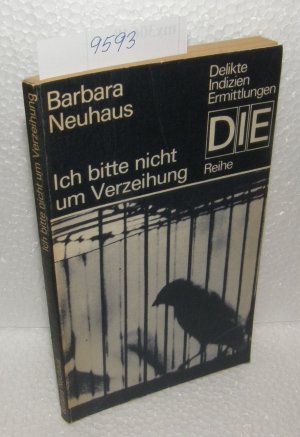 9593
Barbara
Neuhaus
Ich bitte nicht
um Verzeihung
Delikte
Indizien
Ermittlungen
DIE
Reihe
Ich bitte nicht um Verzeihung